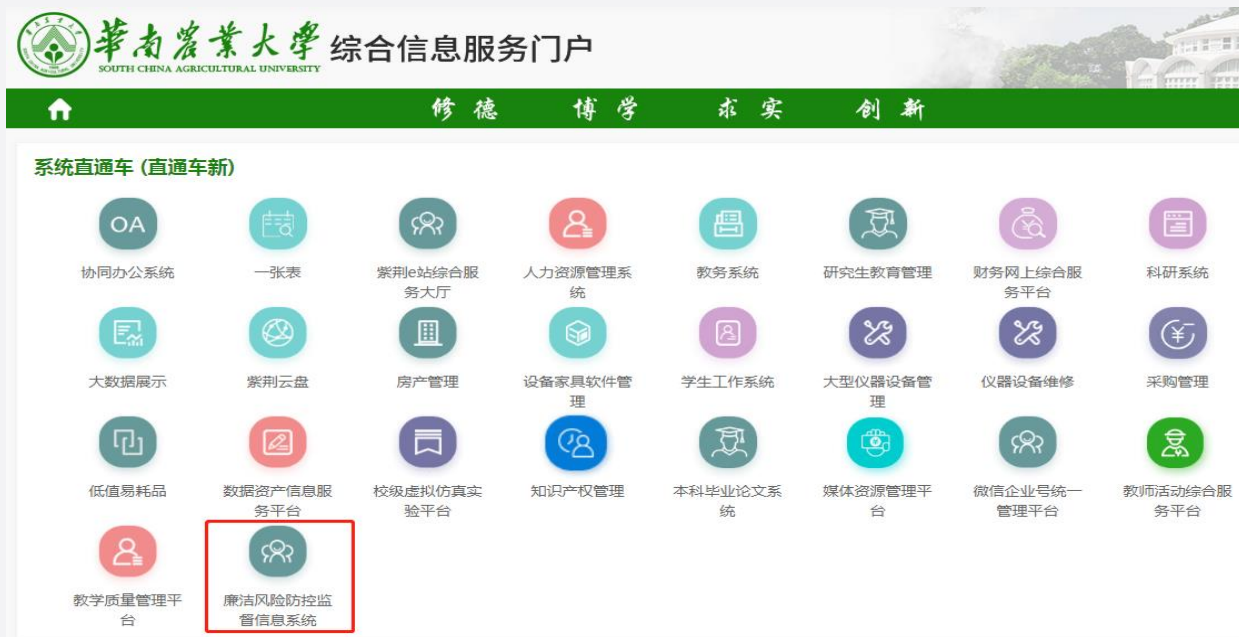 華南農業大學 综合信息服务门户
SOUTH CHINA AGRICULTURAL UNIVERSITY
修德 博学 求实 创新
系统直通车 (直通车新)
OA
协同办公系统 一张表 紫荆e站综合服 人力资源管理系 教务系统 研究生教育管理 财务网上综合服 科研系统
务大厅 统 务平台
大数据展示 紫荆云盘 房产管理 设备家具软件管 学生工作系统 大型仪器设备管 仪器设备维修 采购管理
理 理
低值易耗品 数据资产信息服 校级虚拟仿真实 知识产权管理 本科毕业论文系 媒体资源管理平 微信企业号统一 教师活动综合服
务平台 验平台 统 台 管理平台 务平台
教学质量管理平 廉洁风险防控监
台 督信息系统